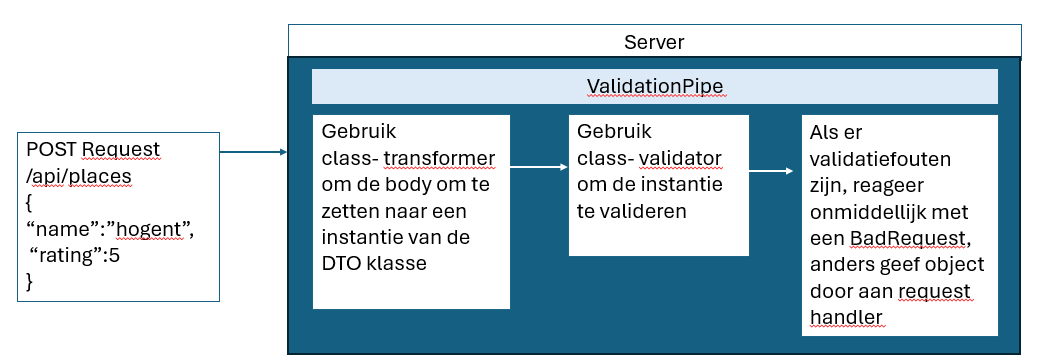 Server
ValidationPipe
POST Request
/api/places
{
“name”:”hogent”,
“rating”:5
}
Gebruik
class- transformer
om de body om te
zetten naar een
instantie van de
DTO klasse
Gebruik
class- validator
om de instantie
te valideren
Als er
validatiefouten
zijn, reageer
onmiddellijk met
een BadRequest,
anders geef object
door aan request
handler